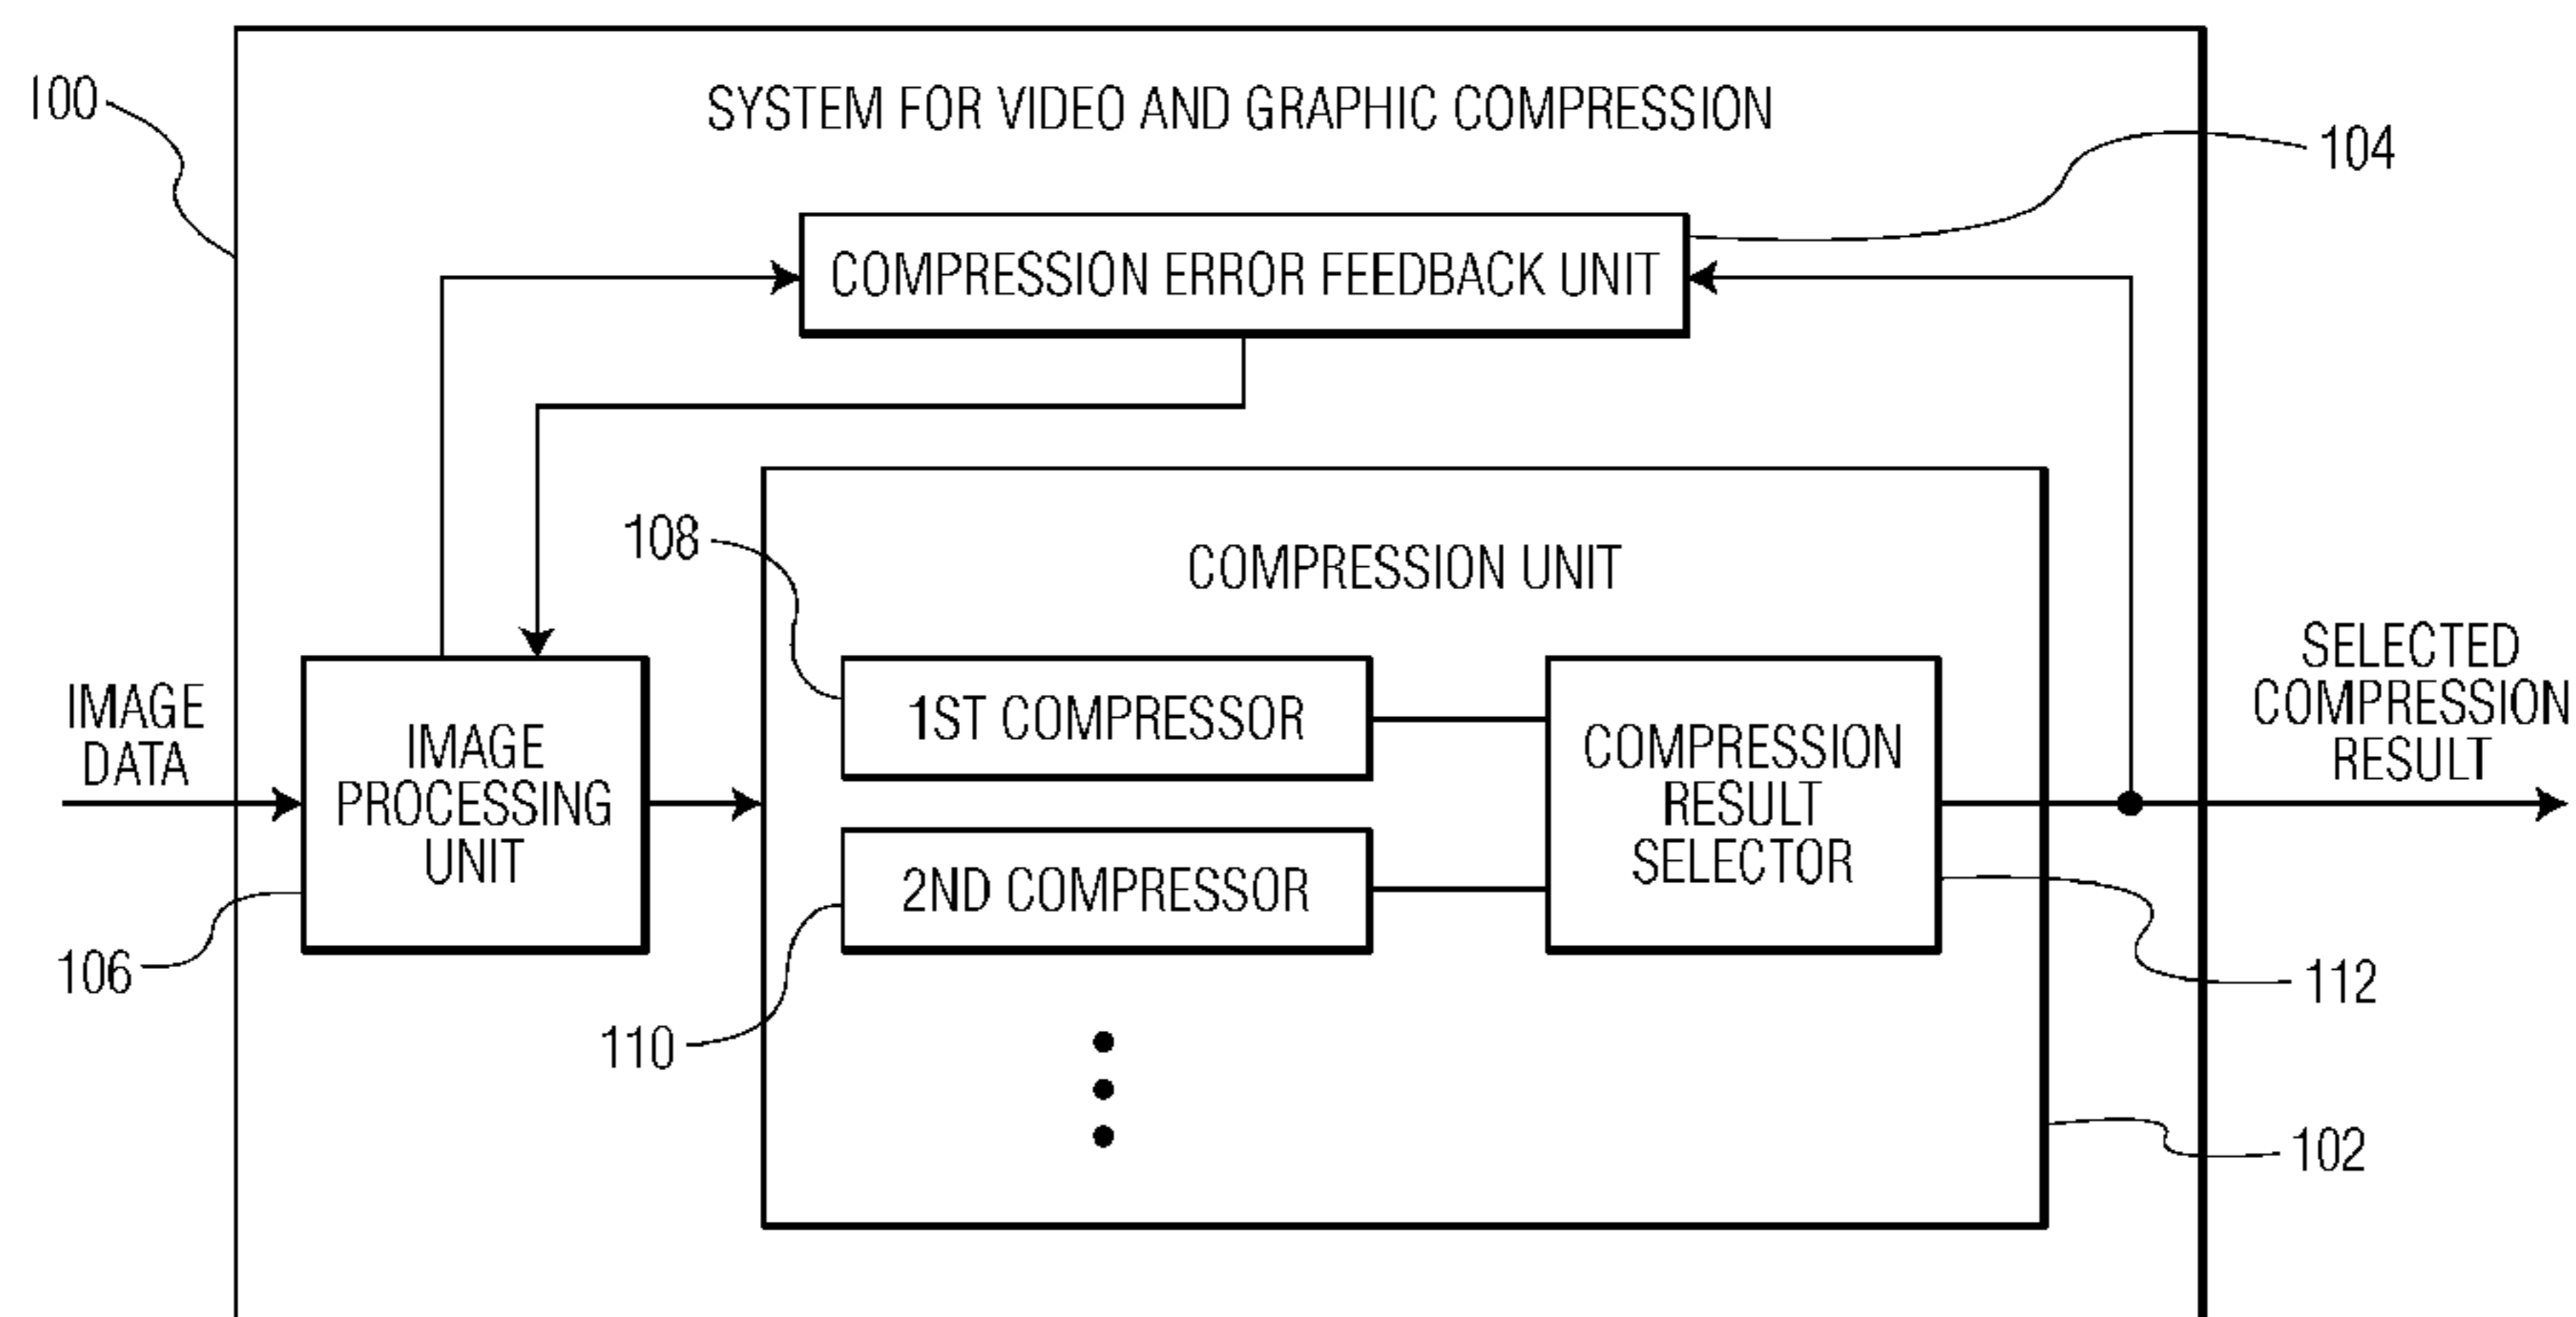 100
SYSTEM FOR VIDEO AND GRAPHIC COMPRESSION
104
COMPRESSION ERROR FEEDBACK UNIT
108
COMPRESSION UNIT
IMAGE
DATA
IMAGE
PROCESSING
UNIT
106
1ST COMPRESSOR
2ND COMPRESSOR
110
COMPRESSION
RESULT
SELECTOR
SELECTED
COMPRESSION
RESULT
112
102